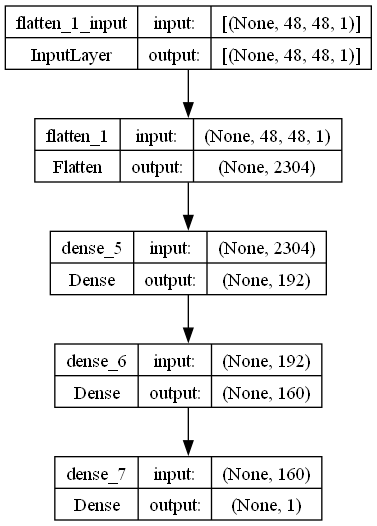 flatten_1_input input: [(None, 48, 48, 1)]
InputLayer output: [(None, 48, 48, 1)]
flatten_1 input: (None, 48, 48, 1)
Flatten output: (None, 2304)
dense_5 input: (None, 2304)
Dense output: (None, 192)
dense_6 input: (None, 192)
Dense output: (None, 160)
dense_7 input: (None, 160)
Dense output: (None, 1)